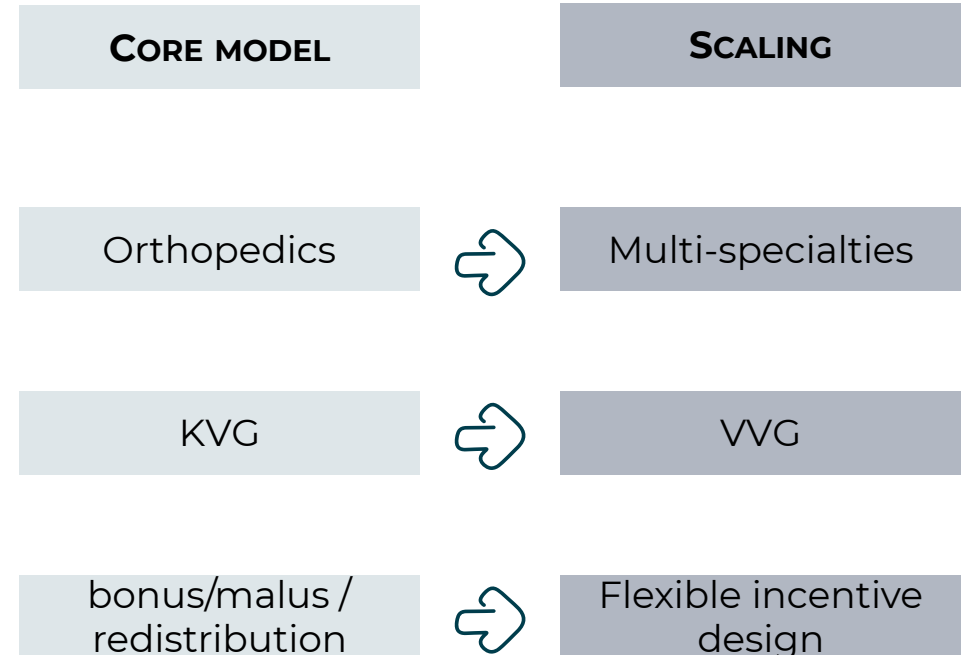 CORE MODEL
SCALING
Orthopedics
Multi-specialties
KVG
VVG
bonus/malus /
redistribution
Flexible incentive
design